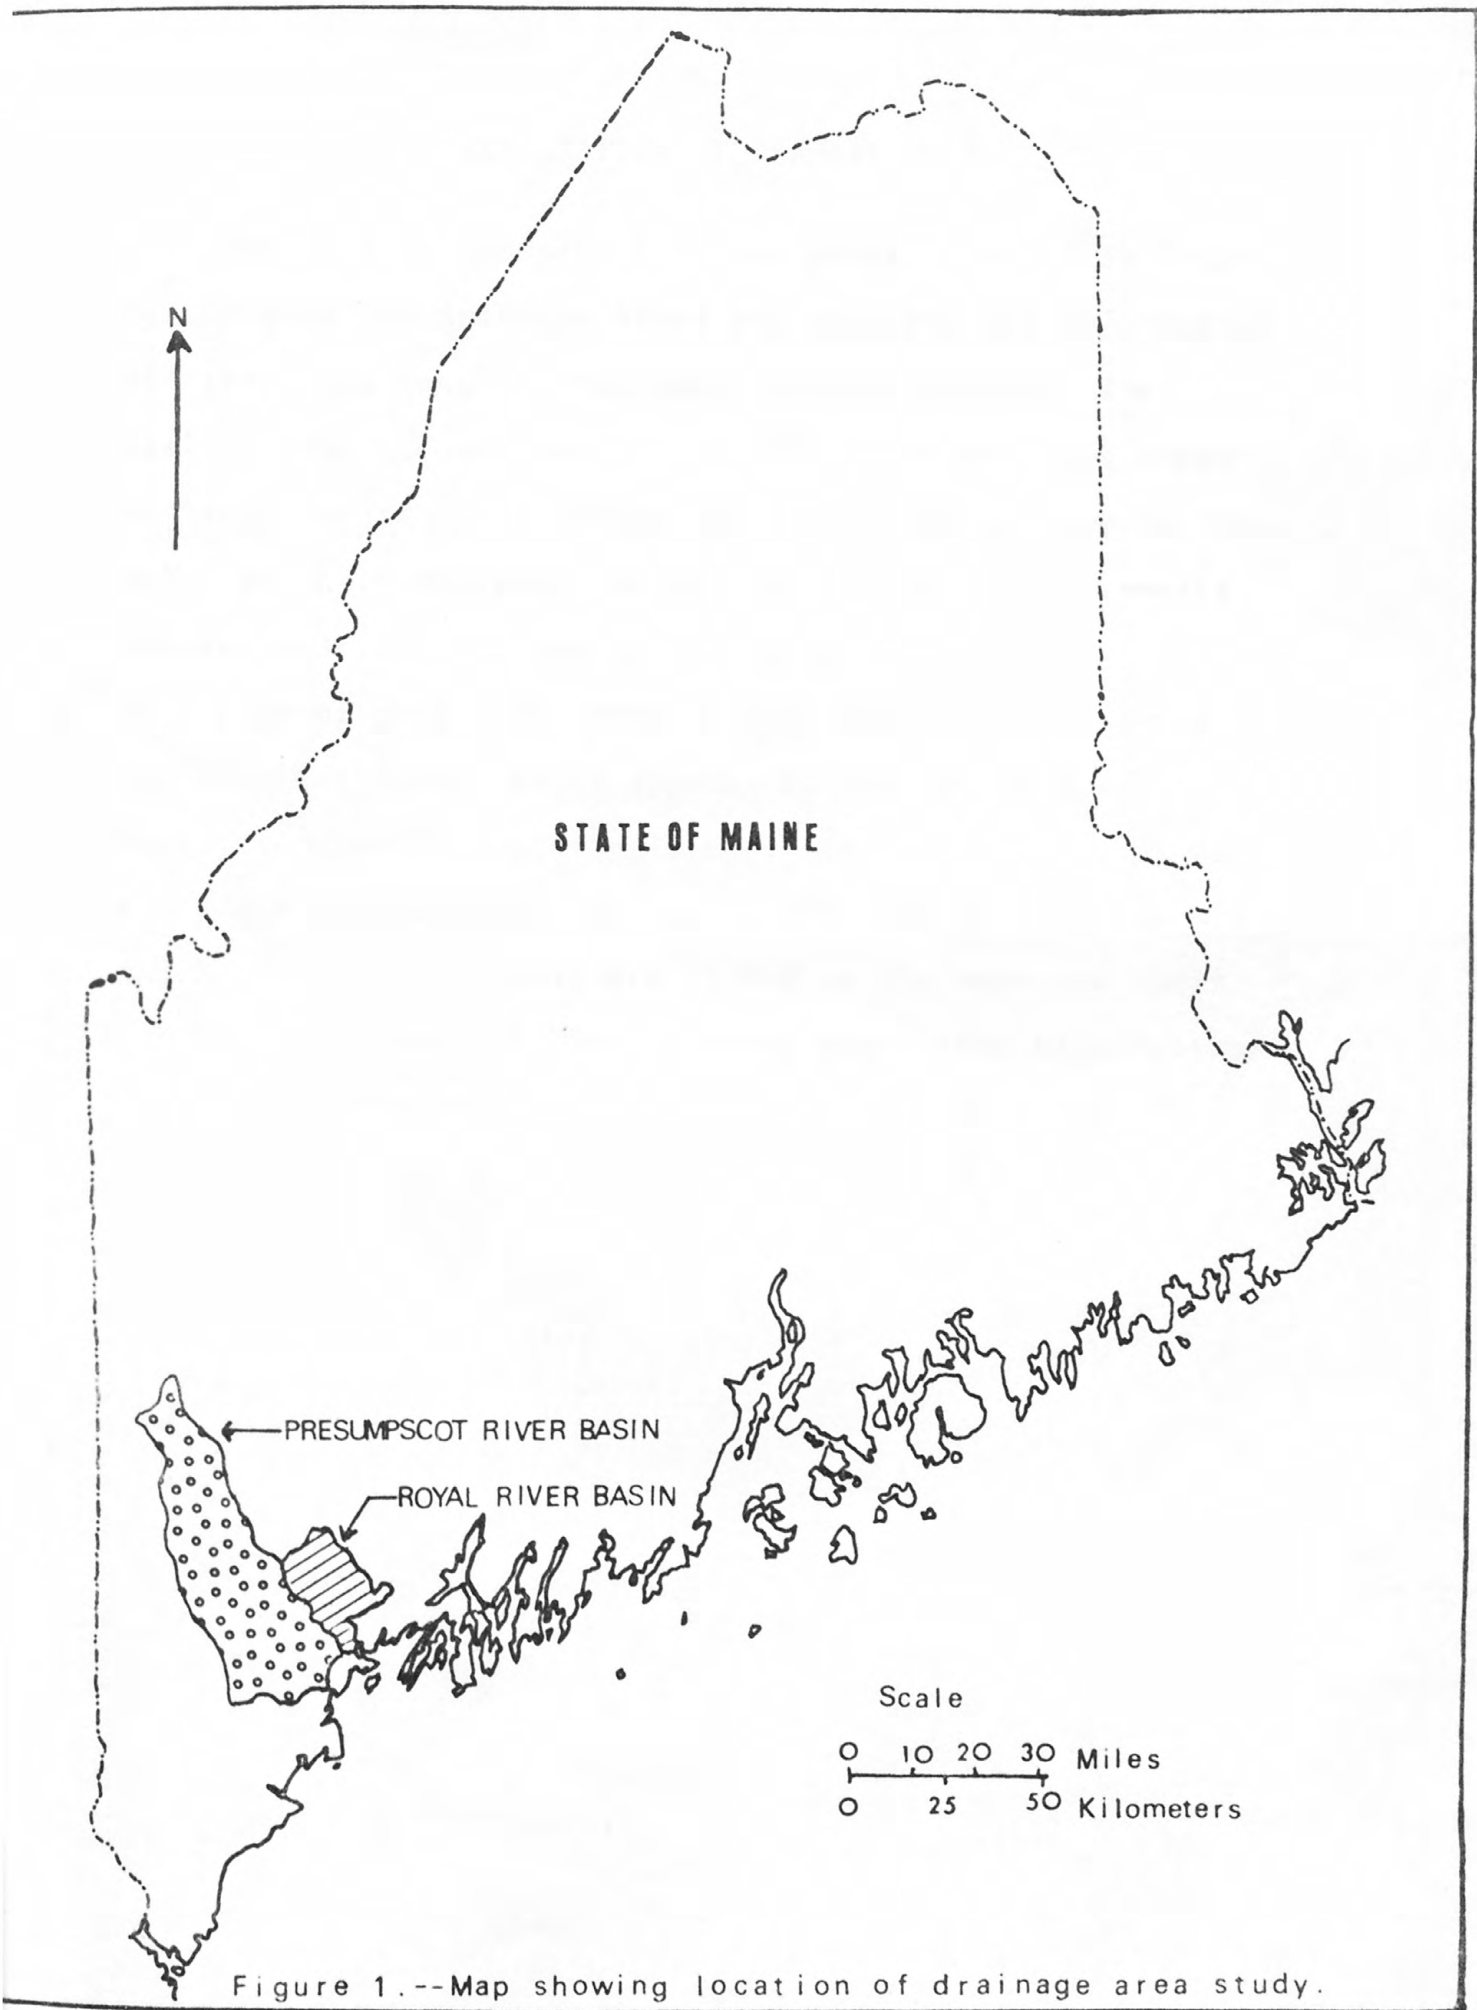 N
STATE OF MAINE
PRESUMPSCOT RIVER BASIN
ROYAL RIVER BASIN
Scale
0 10 20 30 Miles
0 25 50 Kilometers
Figure 1.--Map showing location of drainage area study.